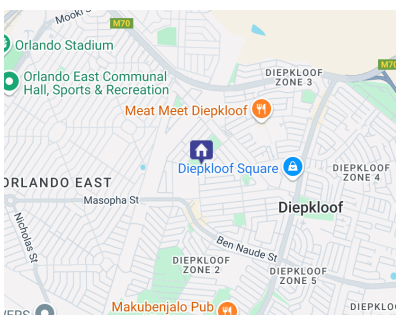 Mooki S
M70
Orlando Stadium
M70
DIEPKLOOF
ZONE 3
Orlando East Communal
Hall, Sports & Recreation
Meat Meet Diepkloof
Diepkloof Square
DIEPKLOOF
ZONE 4
ORLANDO EAST
Masopha St
Diepkloof
Nicholas St
Ben Naude St
DIEPKLOOF
ZONE 2
DIEPKLOOF
ZONE 5
Makubenjalo Pub
VERS